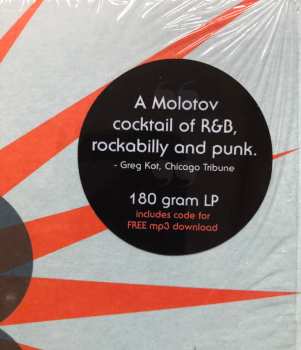 A Molotov
cocktail of R&B,
rockabilly and punk.
- Greg Kot, Chicago Tribune
180 gram LP
includes code for
FREE mp3 download